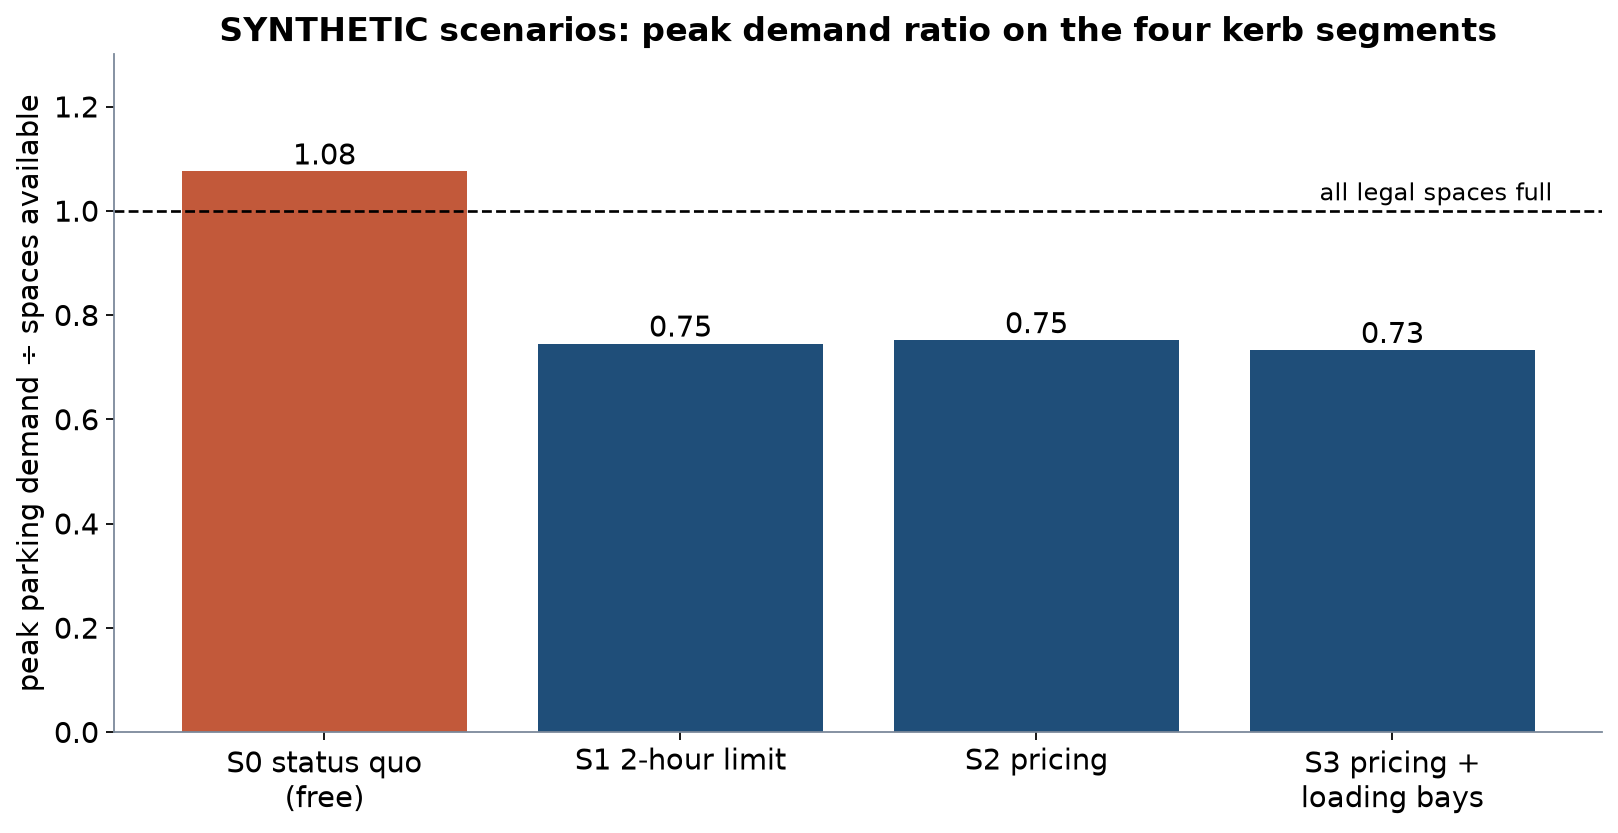 SYNTHETIC scenarios: peak demand ratio on the four kerb segments
peak parking demand ÷ spaces available
1.2
1.0
0.8
0.6
0.4
0.2
0.0
1.08
0.75
0.75
0.73
all legal spaces full
S0 status quo
(free)
S1 2-hour limit
S2 pricing
S3 pricing +
loading bays